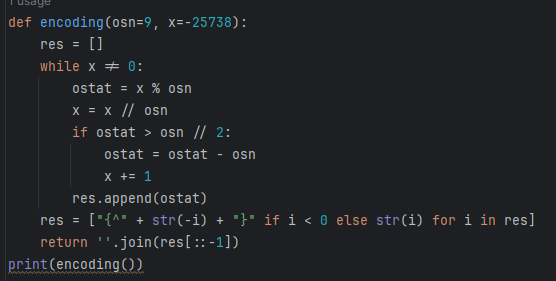 1 usage
def encoding(osn=9, x=-25738):
    res = []
    while x != 0:
        ostat = x % osn
        x = x // osn
        if ostat > osn // 2:
            ostat = ostat - osn
            x += 1
        res.append(ostat)
    res = ["{^" + str(-i) + "}" if i < 0 else str(i) for i in res]
    return ''.join(res[::-1])
print(encoding())